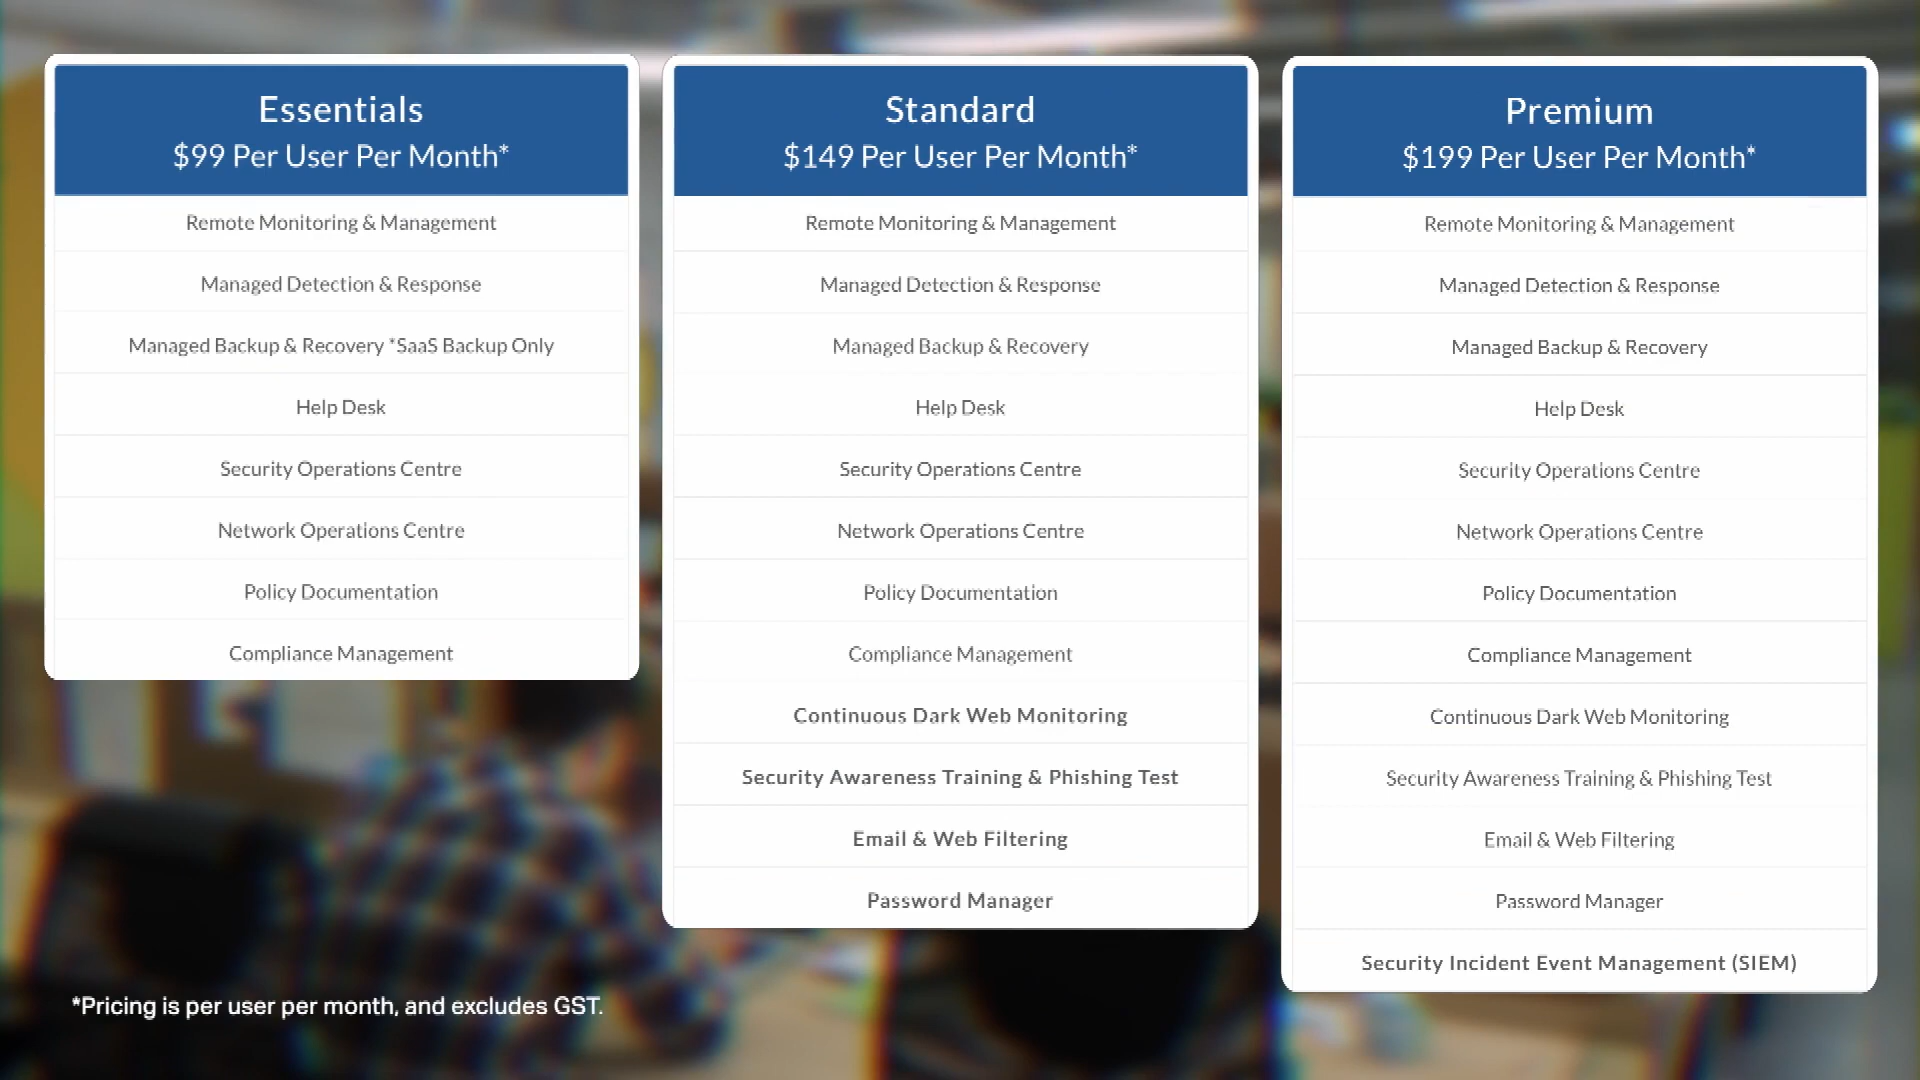 Essentials
$99 Per User Per Month*
Remote Monitoring & Management
Managed Detection & Response
Managed Backup & Recovery *SaaS Backup Only
Help Desk
Security Operations Centre
Network Operations Centre
Policy Documentation
Compliance Management
Standard
$149 Per User Per Month*
Remote Monitoring & Management
Managed Detection & Response
Managed Backup & Recovery
Help Desk
Security Operations Centre
Network Operations Centre
Policy Documentation
Compliance Management
Continuous Dark Web Monitoring
Security Awareness Training & Phishing Test
Email & Web Filtering
Password Manager
Premium
$199 Per User Per Month*
Remote Monitoring & Management
Managed Detection & Response
Managed Backup & Recovery
Help Desk
Security Operations Centre
Network Operations Centre
Policy Documentation
Compliance Management
Continuous Dark Web Monitoring
Security Awareness Training & Phishing Test
Email & Web Filtering
Password Manager
Security Incident Event Management (SIEM)
*Pricing is per user per month, and excludes GST.